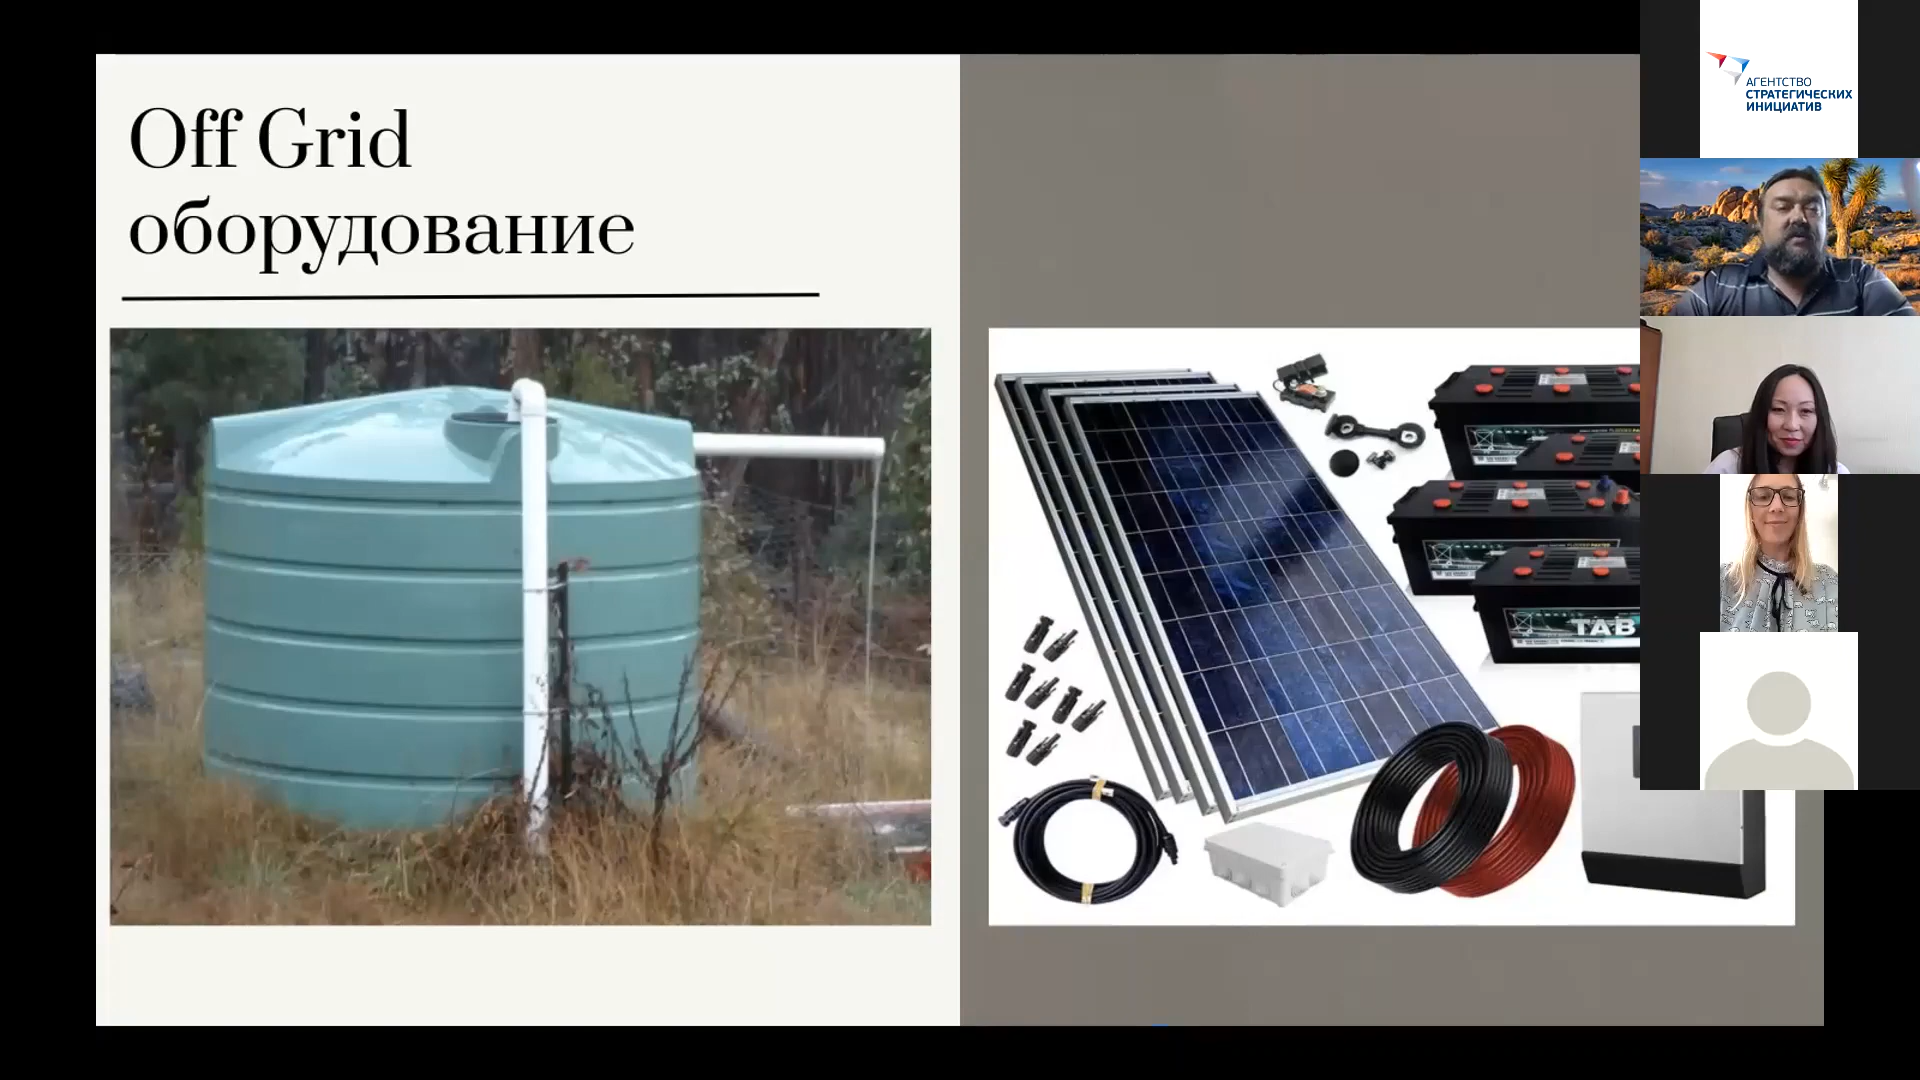 Off Grid
оборудование
АГЕНТСТВО
СТРАТЕГИЧЕСКИХ
ИНИЦИАТИВ
TAB